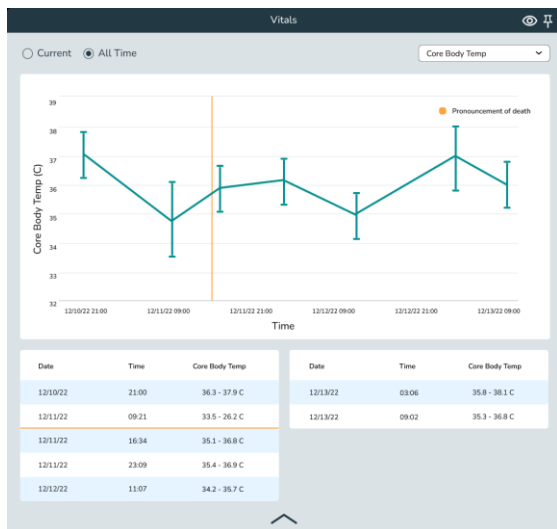 Vitals
Current
All Time
Core Body Temp
39
38
37
36
35
34
33
32
Core Body Temp (C)
Pronouncement of death
12/10/22 21:00
12/11/22 09:00
12/11/22 21:00
12/12/22 09:00
12/12/22 21:00
12/13/22 09:00
Time
Date Time Core Body Temp
12/10/22 21:00 36.3 - 37.9 C
12/11/22 09:21 33.5 - 26.2 C
12/11/22 16:34 35.1 - 36.8 C
12/11/22 23:09 35.4 - 36.9 C
12/12/22 11:07 34.2 - 35.7 C
Date Time Core Body Temp
12/13/22 03:06 35.8 - 38.1 C
12/13/22 09:02 35.3 - 36.8 C